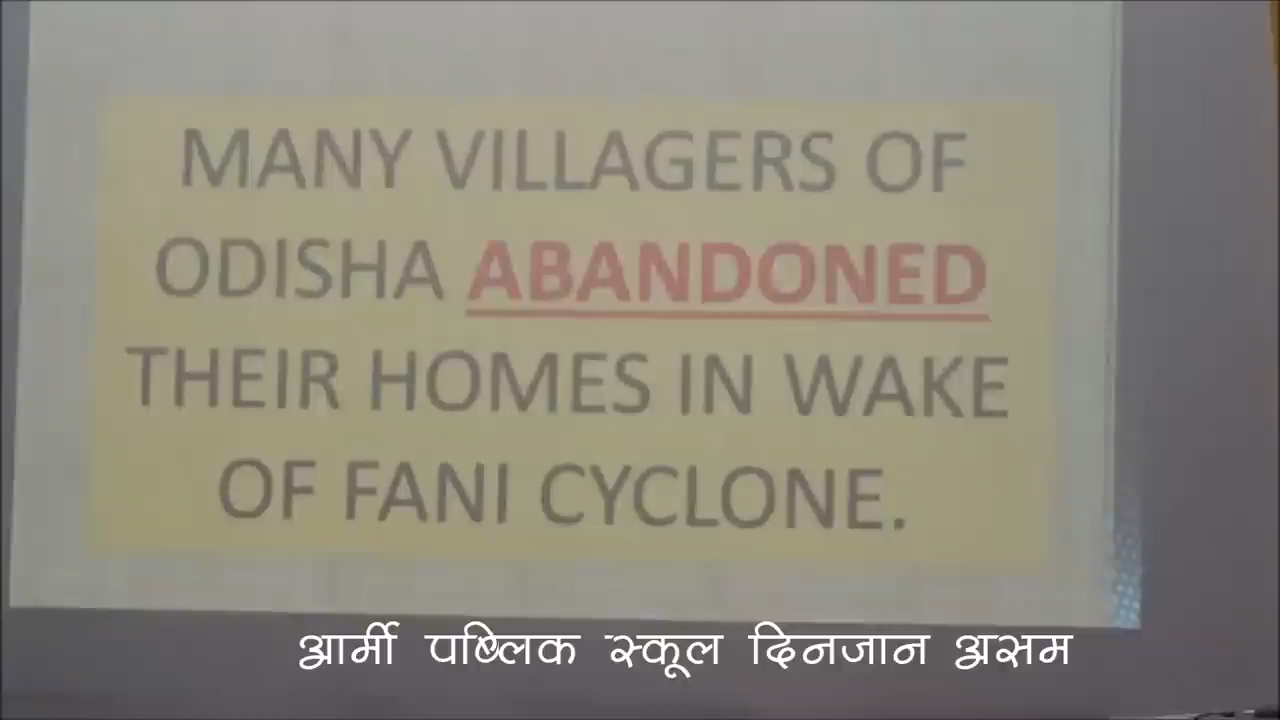 MANY VILLAGERS OF
ODISHA ABANDONED
THEIR HOMES IN WAKE
OF FANI CYCLONE.
आर्मी पब्लिक स्कूल दिनजान असम